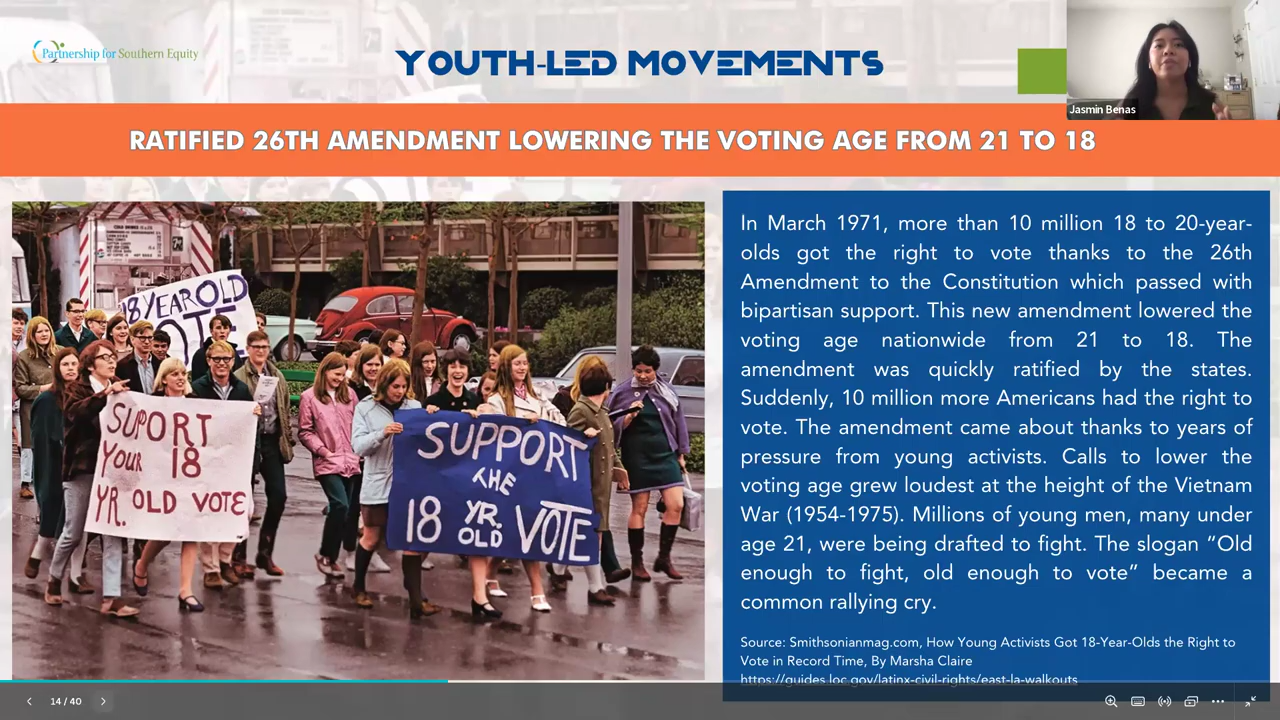 Partnership for Southern Equity
YOUTH-LED MOVEMENTS
Jasmin Benas
RATIFIED 26TH AMENDMENT LOWERING THE VOTING AGE FROM 21 TO 18
18 YEAR OLD
VOTE
SUPPORT
YOUR 18
YR. OLD VOTE
SUPPORT
THE
18 YR. OLD VOTE
In March 1971, more than 10 million 18 to 20-year-
olds got the right to vote thanks to the 26th
Amendment to the Constitution which passed with
bipartisan support. This new amendment lowered the
voting age nationwide from 21 to 18. The
amendment was quickly ratified by the states.
Suddenly, 10 million more Americans had the right to
vote. The amendment came about thanks to years of
pressure from young activists. Calls to lower the
voting age grew loudest at the height of the Vietnam
War (1954-1975). Millions of young men, many under
age 21, were being drafted to fight. The slogan “Old
enough to fight, old enough to vote” became a
common rallying cry.
Source: Smithsonianmag.com, How Young Activists Got 18-Year-Olds the Right to
Vote in Record Time, By Marsha Claire
https://guides.loc.gov/latinx-civil-rights/east-la-walkouts
14 / 40